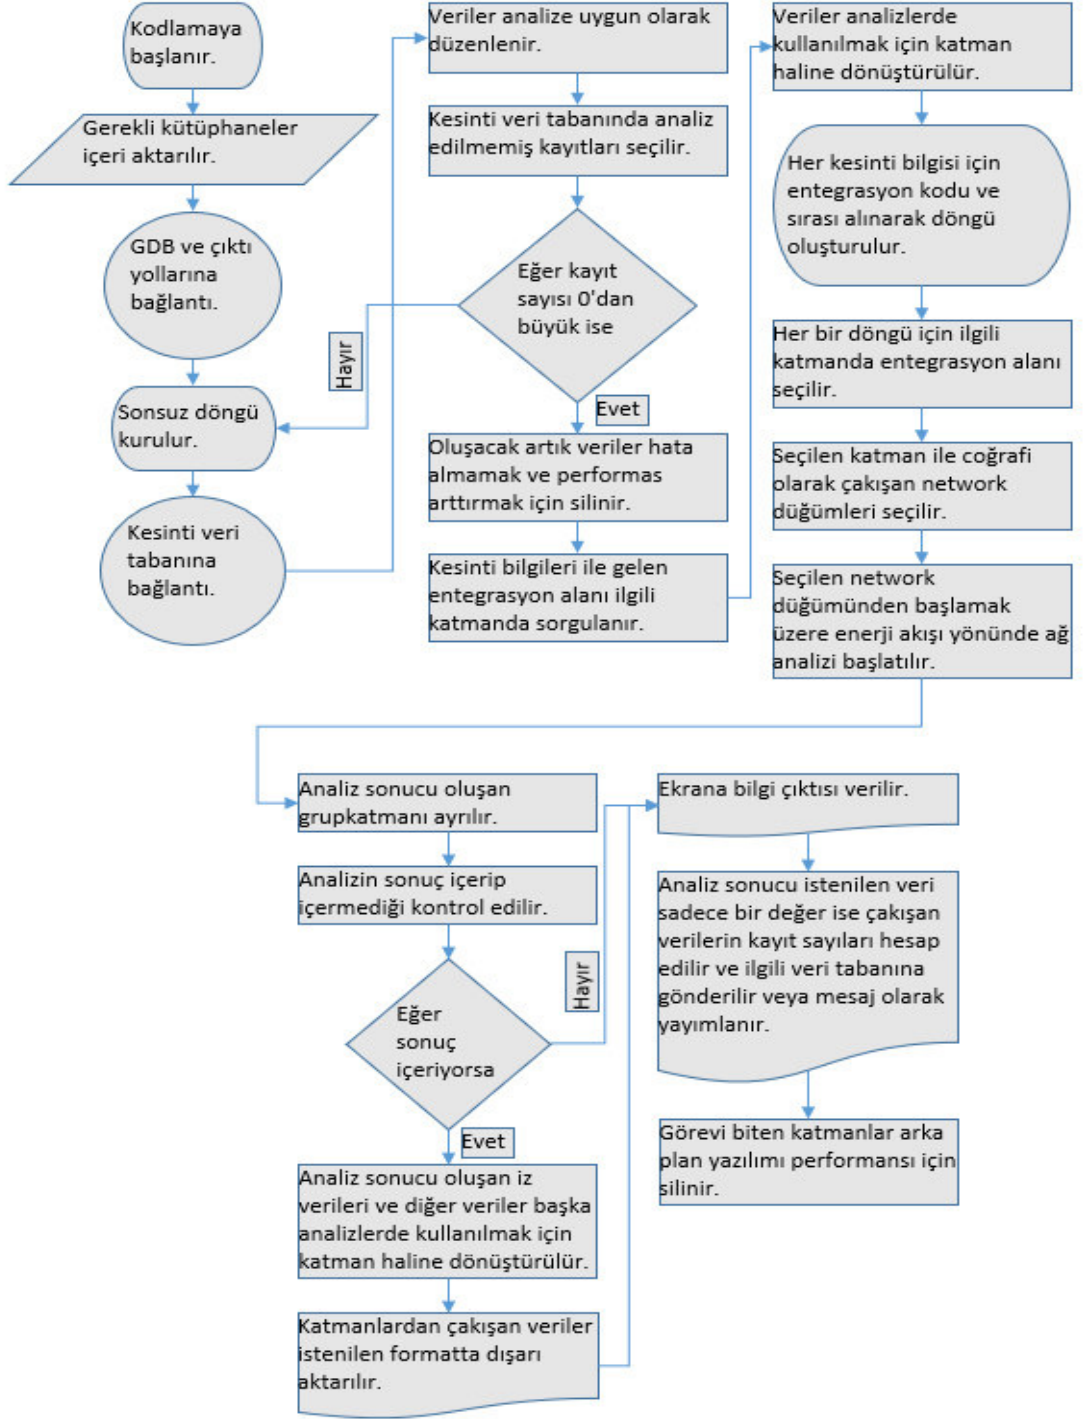 Kodlamaya
başlanır.
Gerekli kütüphaneler
içeri aktarılır.
GDB ve çıktı
yollarına
bağlantı.
Sonsuz döngü
kurulur.
Kesinti veri
tabanına
bağlantı.
Veriler analize uygun olarak
düzenlenir.
Kesinti veri tabanında analiz
edilmemiş kayıtları seçilir.
Eğer kayıt
sayısı 0'dan
büyük ise
Hayır
Evet
Oluşacak artık veriler hata
almamak ve performas
arttırmak için silinir.
Kesinti bilgileri ile gelen
entegrasyon alanı ilgili
katmanda sorgulanır.
Veriler analizlerde
kullanılmak için katman
haline dönüştürülür.
Her kesinti bilgisi için
entegrasyon kodu ve
sırası alınarak döngü
oluşturulur.
Her bir döngü için ilgili
katmanda entegrasyon alanı
seçilir.
Seçilen katman ile coğrafi
olarak çakışan network
düğümleri seçilir.
Seçilen network
düğümünden başlamak
üzere enerji akışı yönünde ağ
analizi başlatılır.
Analiz sonucu oluşan
grupkatmanı ayrılır.
Analizin sonuç içerip
içermediği kontrol edilir.
Eğer
sonuç
içeriyorsa
Hayır
Evet
Analiz sonucu oluşan iz
verileri ve diğer veriler başka
analizlerde kullanılmak için
katman haline dönüştürülür.
Katmanlardan çakışan veriler
istenilen formatta dışarı
aktarılır.
Ekrana bilgi çıktısı verilir.
Analiz sonucu istenilen veri
sadece bir değer ise çakışan
verilerin kayıt sayıları hesap
edilir ve ilgili veri tabanına
gönderilir veya mesaj olarak
yayımlanır.
Görevi biten katmanlar arka
plan yazılımı performansı için
silinir.